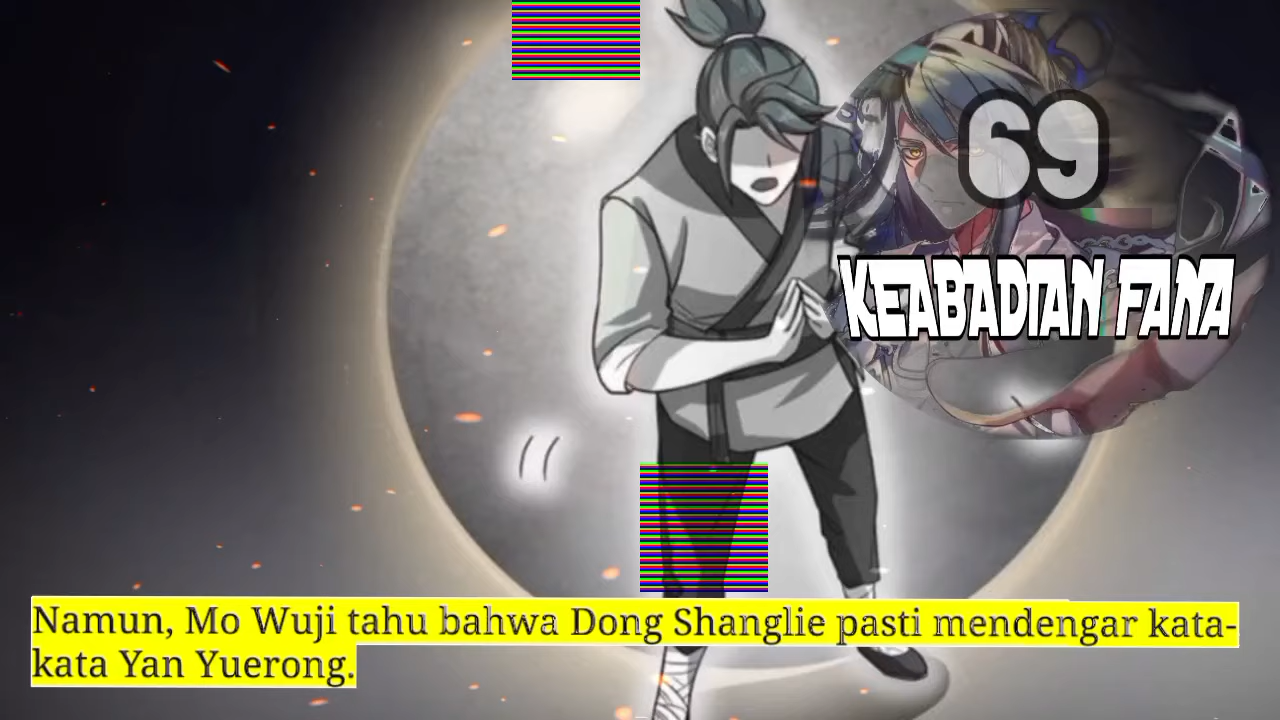 69
KEABADIAN FANA
Namun, Mo Wuji tahu bahwa Dong Shanglie pasti mendengar kata-
kata Yan Yuerong.